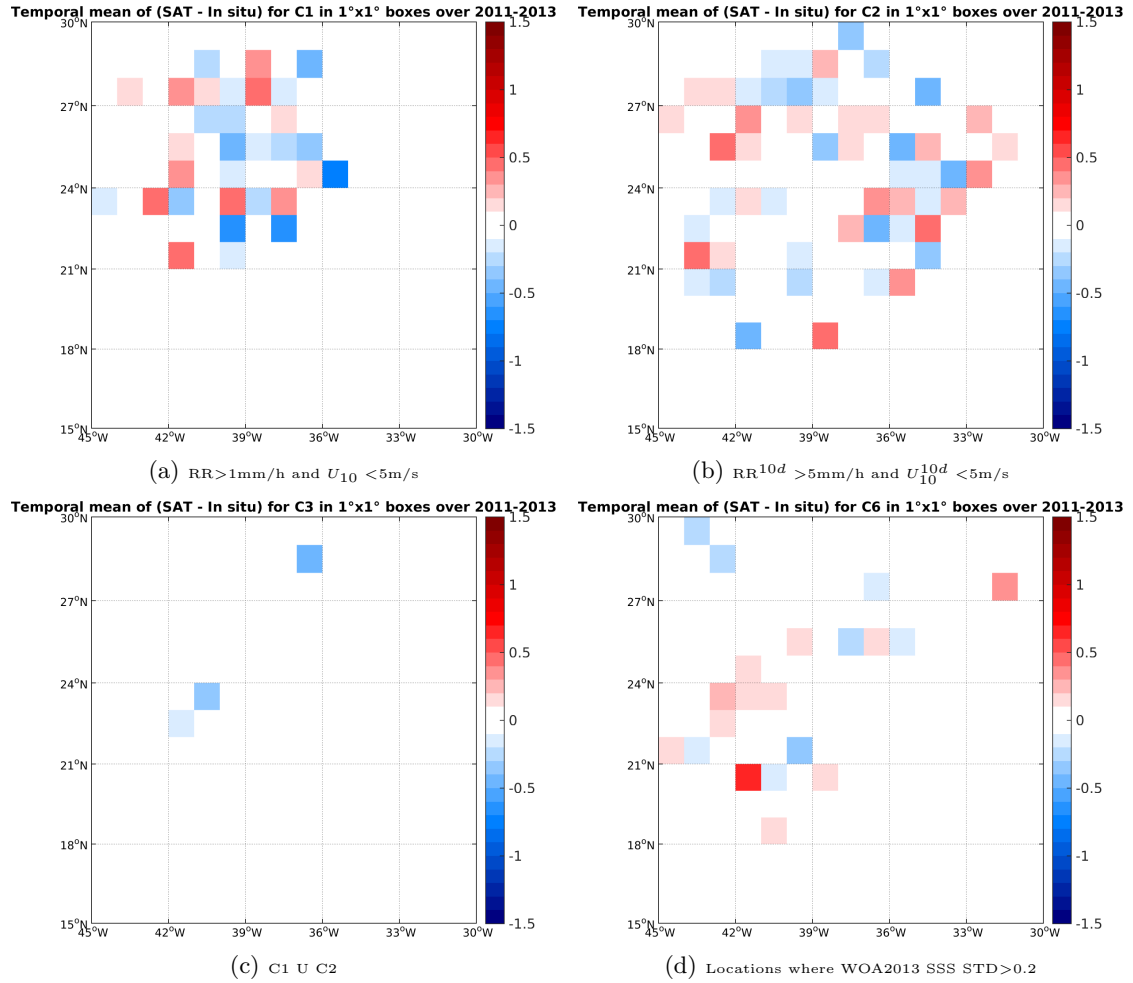 Temporal mean of (SAT - In situ) for C1 in 1°x1° boxes over 2011-2013
30°N
27°N
24°N
21°N
18°N
15°N
45°W 42°W 39°W 36°W 33°W 30°W
1.5
1
0.5
0
-0.5
-1
-1.5
(a) RR>1mm/h and U10 <5m/s
Temporal mean of (SAT - In situ) for C2 in 1°x1° boxes over 2011-2013
30°N
27°N
24°N
21°N
18°N
15°N
45°W 42°W 39°W 36°W 33°W 30°W
1.5
1
0.5
0
-0.5
-1
-1.5
(b) RR^10d >5mm/h and U10^10d <5m/s
Temporal mean of (SAT - In situ) for C3 in 1°x1° boxes over 2011-2013
30°N
27°N
24°N
21°N
18°N
15°N
45°W 42°W 39°W 36°W 33°W 30°W
1.5
1
0.5
0
-0.5
-1
-1.5
(c) C1 U C2
Temporal mean of (SAT - In situ) for C6 in 1°x1° boxes over 2011-2013
30°N
27°N
24°N
21°N
18°N
15°N
45°W 42°W 39°W 36°W 33°W 30°W
1.5
1
0.5
0
-0.5
-1
-1.5
(d) Locations where WOA2013 SSS STD>0.2